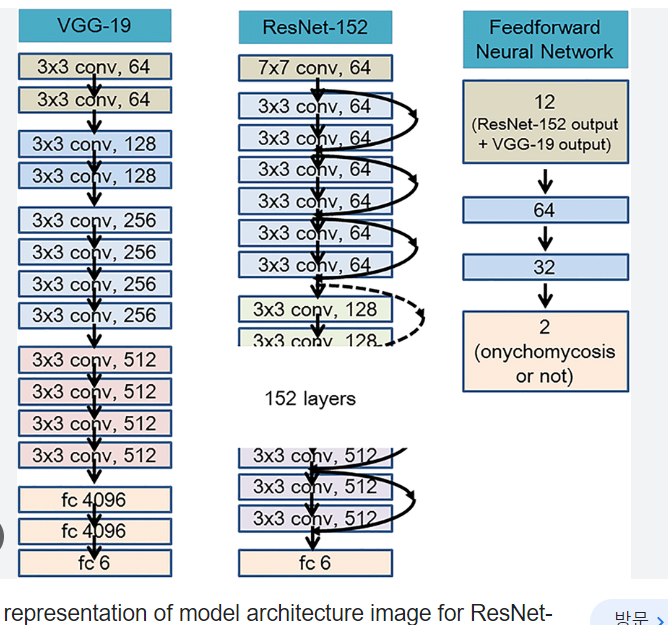 VGG-19
3x3 conv, 64
3x3 conv, 64
3x3 conv, 128
3x3 conv, 128
3x3 conv, 256
3x3 conv, 256
3x3 conv, 256
3x3 conv, 256
3x3 conv, 512
3x3 conv, 512
3x3 conv, 512
3x3 conv, 512
fc 4096
fc 4096
fc 6
ResNet-152
7x7 conv, 64
3x3 conv, 64
3x3 conv, 64
3x3 conv, 64
3x3 conv, 64
3x3 conv, 64
3x3 conv, 64
3x3 conv, 128
3x3 conv, 128
152 layers
3x3 conv, 512
3x3 conv, 512
3x3 conv, 512
fc 6
Feedforward
Neural Network
12
(ResNet-152 output
+ VGG-19 output)
64
32
2
(onychomycosis
or not)
representation of model architecture image for ResNet-
방문